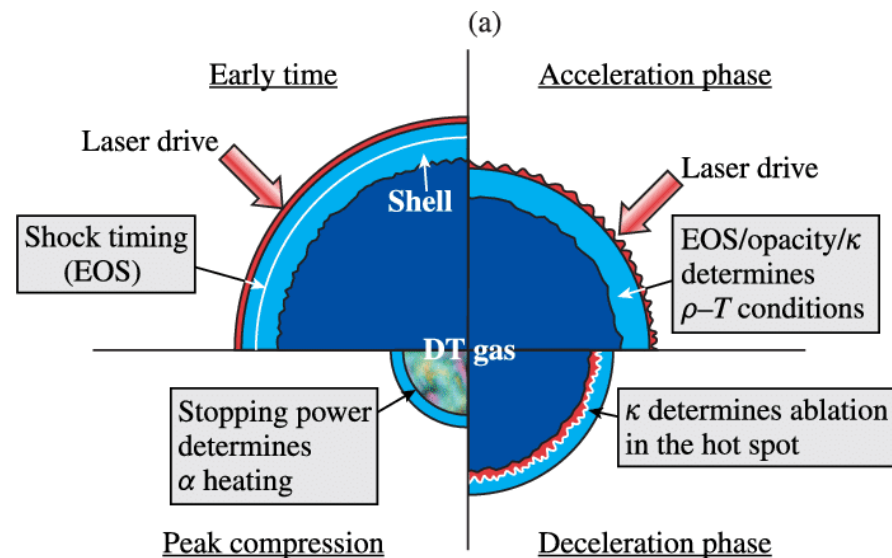 (a)
Early time
Acceleration phase
Laser drive
Laser drive
Shell
Shock timing
(EOS)
EOS/opacity/κ
determines
ρ–T conditions
DT gas
Stopping power
determines
α heating
κ determines ablation
in the hot spot
Peak compression
Deceleration phase